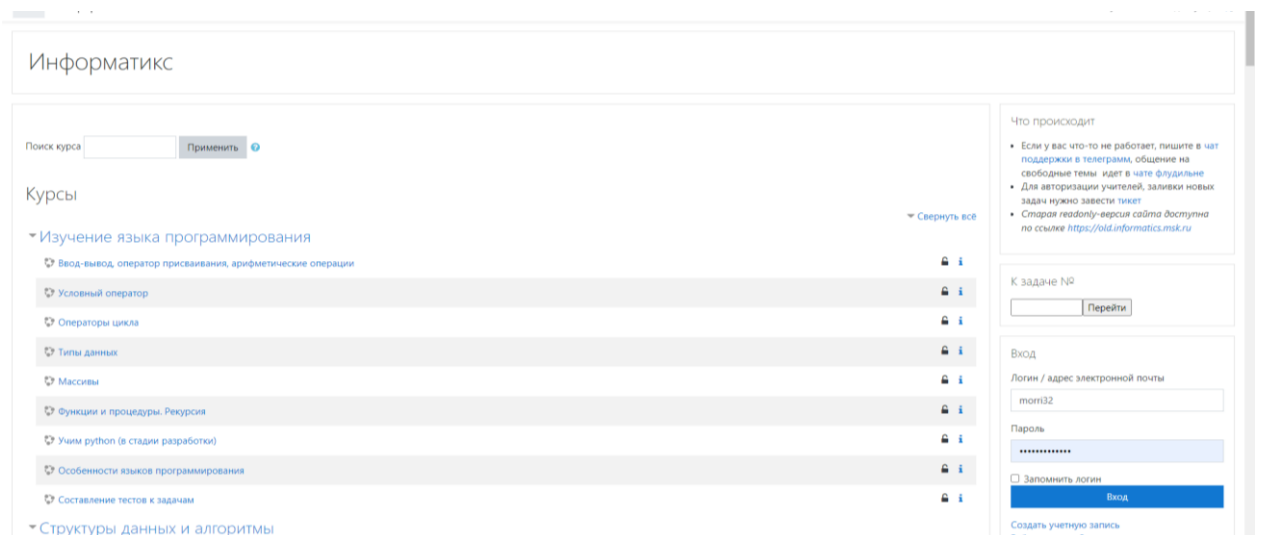 Информатикс
Поиск курса
Применить
Курсы
Свернуть всё
Изучение языка программирования
Ввод-вывод, оператор присваивания, арифметические операции
Условный оператор
Операторы цикла
Типы данных
Массивы
Функции и процедуры. Рекурсия
Учим python (в стадии разработки)
Особенности языков программирования
Составление тестов к задачам
Структуры данных и алгоритмы
Что происходит
Если у вас что-то не работает, пишите в чат
поддержки в телеграмм, общение на
свободные темы идет в чате флудильне
Для авторизации учителей, заливки новых
задач нужно завести тикет
Старая readonly-версия сайта доступна
по ссылке https://old.informatics.msk.ru
К задаче №
Перейти
Вход
Логин / адрес электронной почты
morri32
Пароль
•••••••••••••
Запомнить логин
Вход
Создать учетную запись